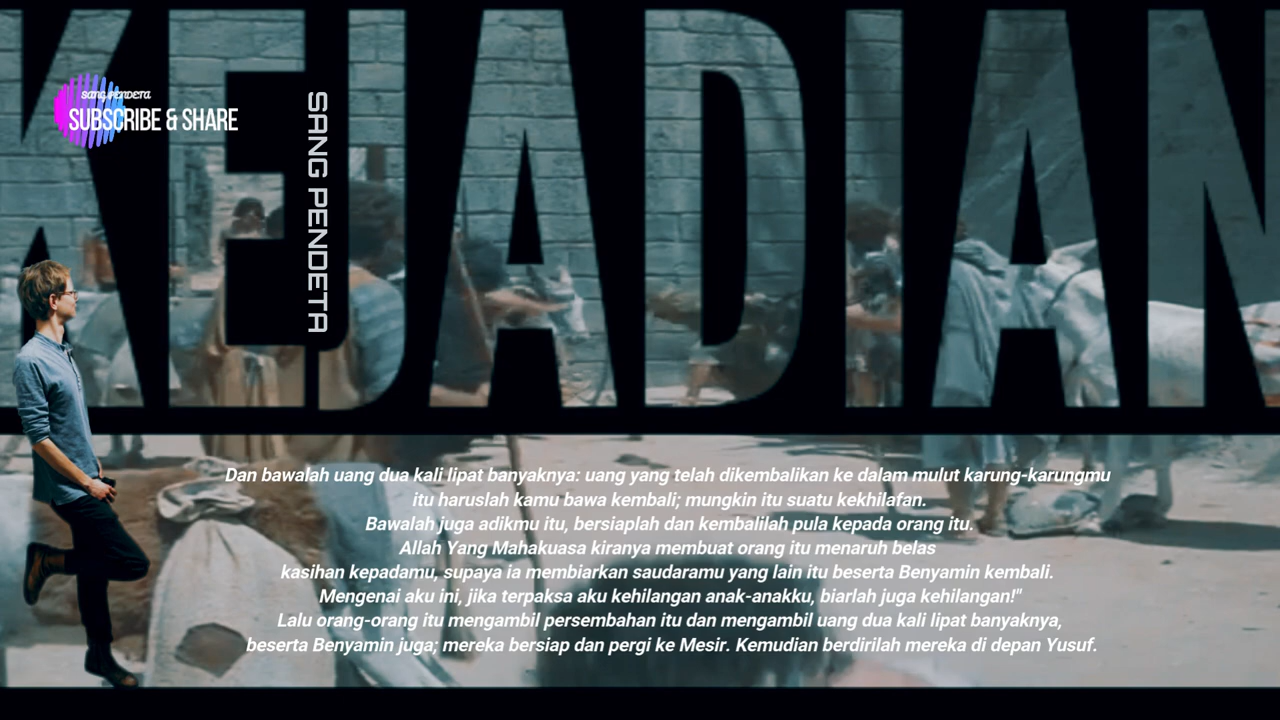 KEJADIAN
sang pendeta
SUBSCRIBE & SHARE
SANG PENDETA
Dan bawalah uang dua kali lipat banyaknya: uang yang telah dikembalikan ke dalam mulut karung-karungmu
itu haruslah kamu bawa kembali; mungkin itu suatu kekhilafan.
Bawalah juga adikmu itu, bersiaplah dan kembalilah pula kepada orang itu.
Allah Yang Mahakuasa kiranya membuat orang itu menaruh belas
kasihan kepadamu, supaya ia membiarkan saudaramu yang lain itu beserta Benyamin kembali.
Mengenai aku ini, jika terpaksa aku kehilangan anak-anakku, biarlah juga kehilangan!"
Lalu orang-orang itu mengambil persembahan itu dan mengambil uang dua kali lipat banyaknya,
beserta Benyamin juga; mereka bersiap dan pergi ke Mesir. Kemudian berdirilah mereka di depan Yusuf.